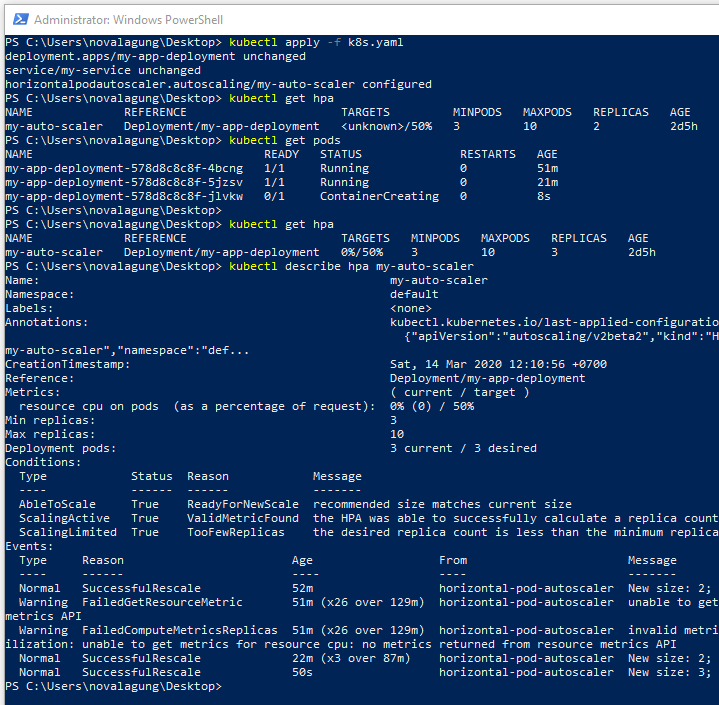 Administrator: Windows PowerShell
PS C:\Users\novalagung\Desktop> kubectl apply -f k8s.yaml
deployment.apps/my-app-deployment unchanged
service/my-service unchanged
horizontalpodautoscaler.autoscaling/my-auto-scaler configured
PS C:\Users\novalagung\Desktop> kubectl get hpa
NAME             REFERENCE                      TARGETS         MINPODS   MAXPODS   REPLICAS   AGE
my-auto-scaler   Deployment/my-app-deployment   <unknown>/50%   3         10        2          2d5h
PS C:\Users\novalagung\Desktop> kubectl get pods
NAME                                 READY   STATUS              RESTARTS   AGE
my-app-deployment-578d8c8c8f-4bcng   1/1     Running             0          51m
my-app-deployment-578d8c8c8f-5jzsv   1/1     Running             0          21m
my-app-deployment-578d8c8c8f-jlvkw   0/1     ContainerCreating   0          8s
PS C:\Users\novalagung\Desktop>
PS C:\Users\novalagung\Desktop> kubectl get hpa
NAME             REFERENCE                      TARGETS   MINPODS   MAXPODS   REPLICAS   AGE
my-auto-scaler   Deployment/my-app-deployment   0%/50%    3         10        3          2d5h
PS C:\Users\novalagung\Desktop> kubectl describe hpa my-auto-scaler
Name:                                                  my-auto-scaler
Namespace:                                             default
Labels:                                                <none>
Annotations:                                           kubectl.kubernetes.io/last-applied-configuratio
                                                         {"apiVersion":"autoscaling/v2beta2","kind":"H
my-auto-scaler","namespace":"def...
CreationTimestamp:                                     Sat, 14 Mar 2020 12:10:56 +0700
Reference:                                             Deployment/my-app-deployment
Metrics:                                               ( current / target )
  resource cpu on pods  (as a percentage of request):  0% (0) / 50%
Min replicas:                                          3
Max replicas:                                          10
Deployment pods:                                       3 current / 3 desired
Conditions:
  Type            Status  Reason            Message
  ----            ------  ------            -------
  AbleToScale     True    ReadyForNewScale  recommended size matches current size
  ScalingActive   True    ValidMetricFound  the HPA was able to successfully calculate a replica count
  ScalingLimited  True    TooFewReplicas    the desired replica count is less than the minimum replica
Events:
  Type     Reason                        Age                  From                       Message
  ----     ------                        ----                 ----                       -------
  Normal   SuccessfulRescale             52m                  horizontal-pod-autoscaler  New size: 2;
  Warning  FailedGetResourceMetric       51m (x26 over 129m)  horizontal-pod-autoscaler  unable to get
metrics API
  Warning  FailedComputeMetricsReplicas  51m (x26 over 129m)  horizontal-pod-autoscaler  invalid metri
ilization: unable to get metrics for resource cpu: no metrics returned from resource metrics API
  Normal   SuccessfulRescale             22m (x3 over 87m)    horizontal-pod-autoscaler  New size: 2;
  Normal   SuccessfulRescale             50s                  horizontal-pod-autoscaler  New size: 3;
PS C:\Users\novalagung\Desktop>